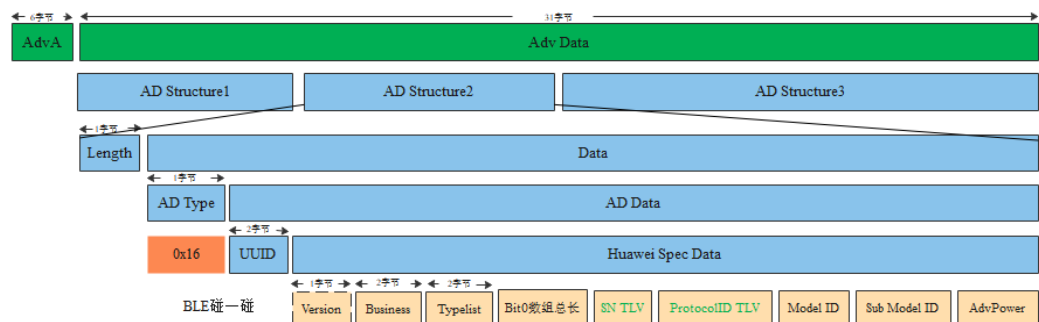 6字节 31字节
AdvA Adv Data
AD Structure1 AD Structure2 AD Structure3
1字节
Length Data
1字节
AD Type AD Data
2字节
0x16 UUID Huawei Spec Data
1字节 2字节 2字节
BLE碰一碰 Version Business Typelist Bit0数组总长 SN TLV ProtocolID TLV Model ID Sub Model ID AdvPower